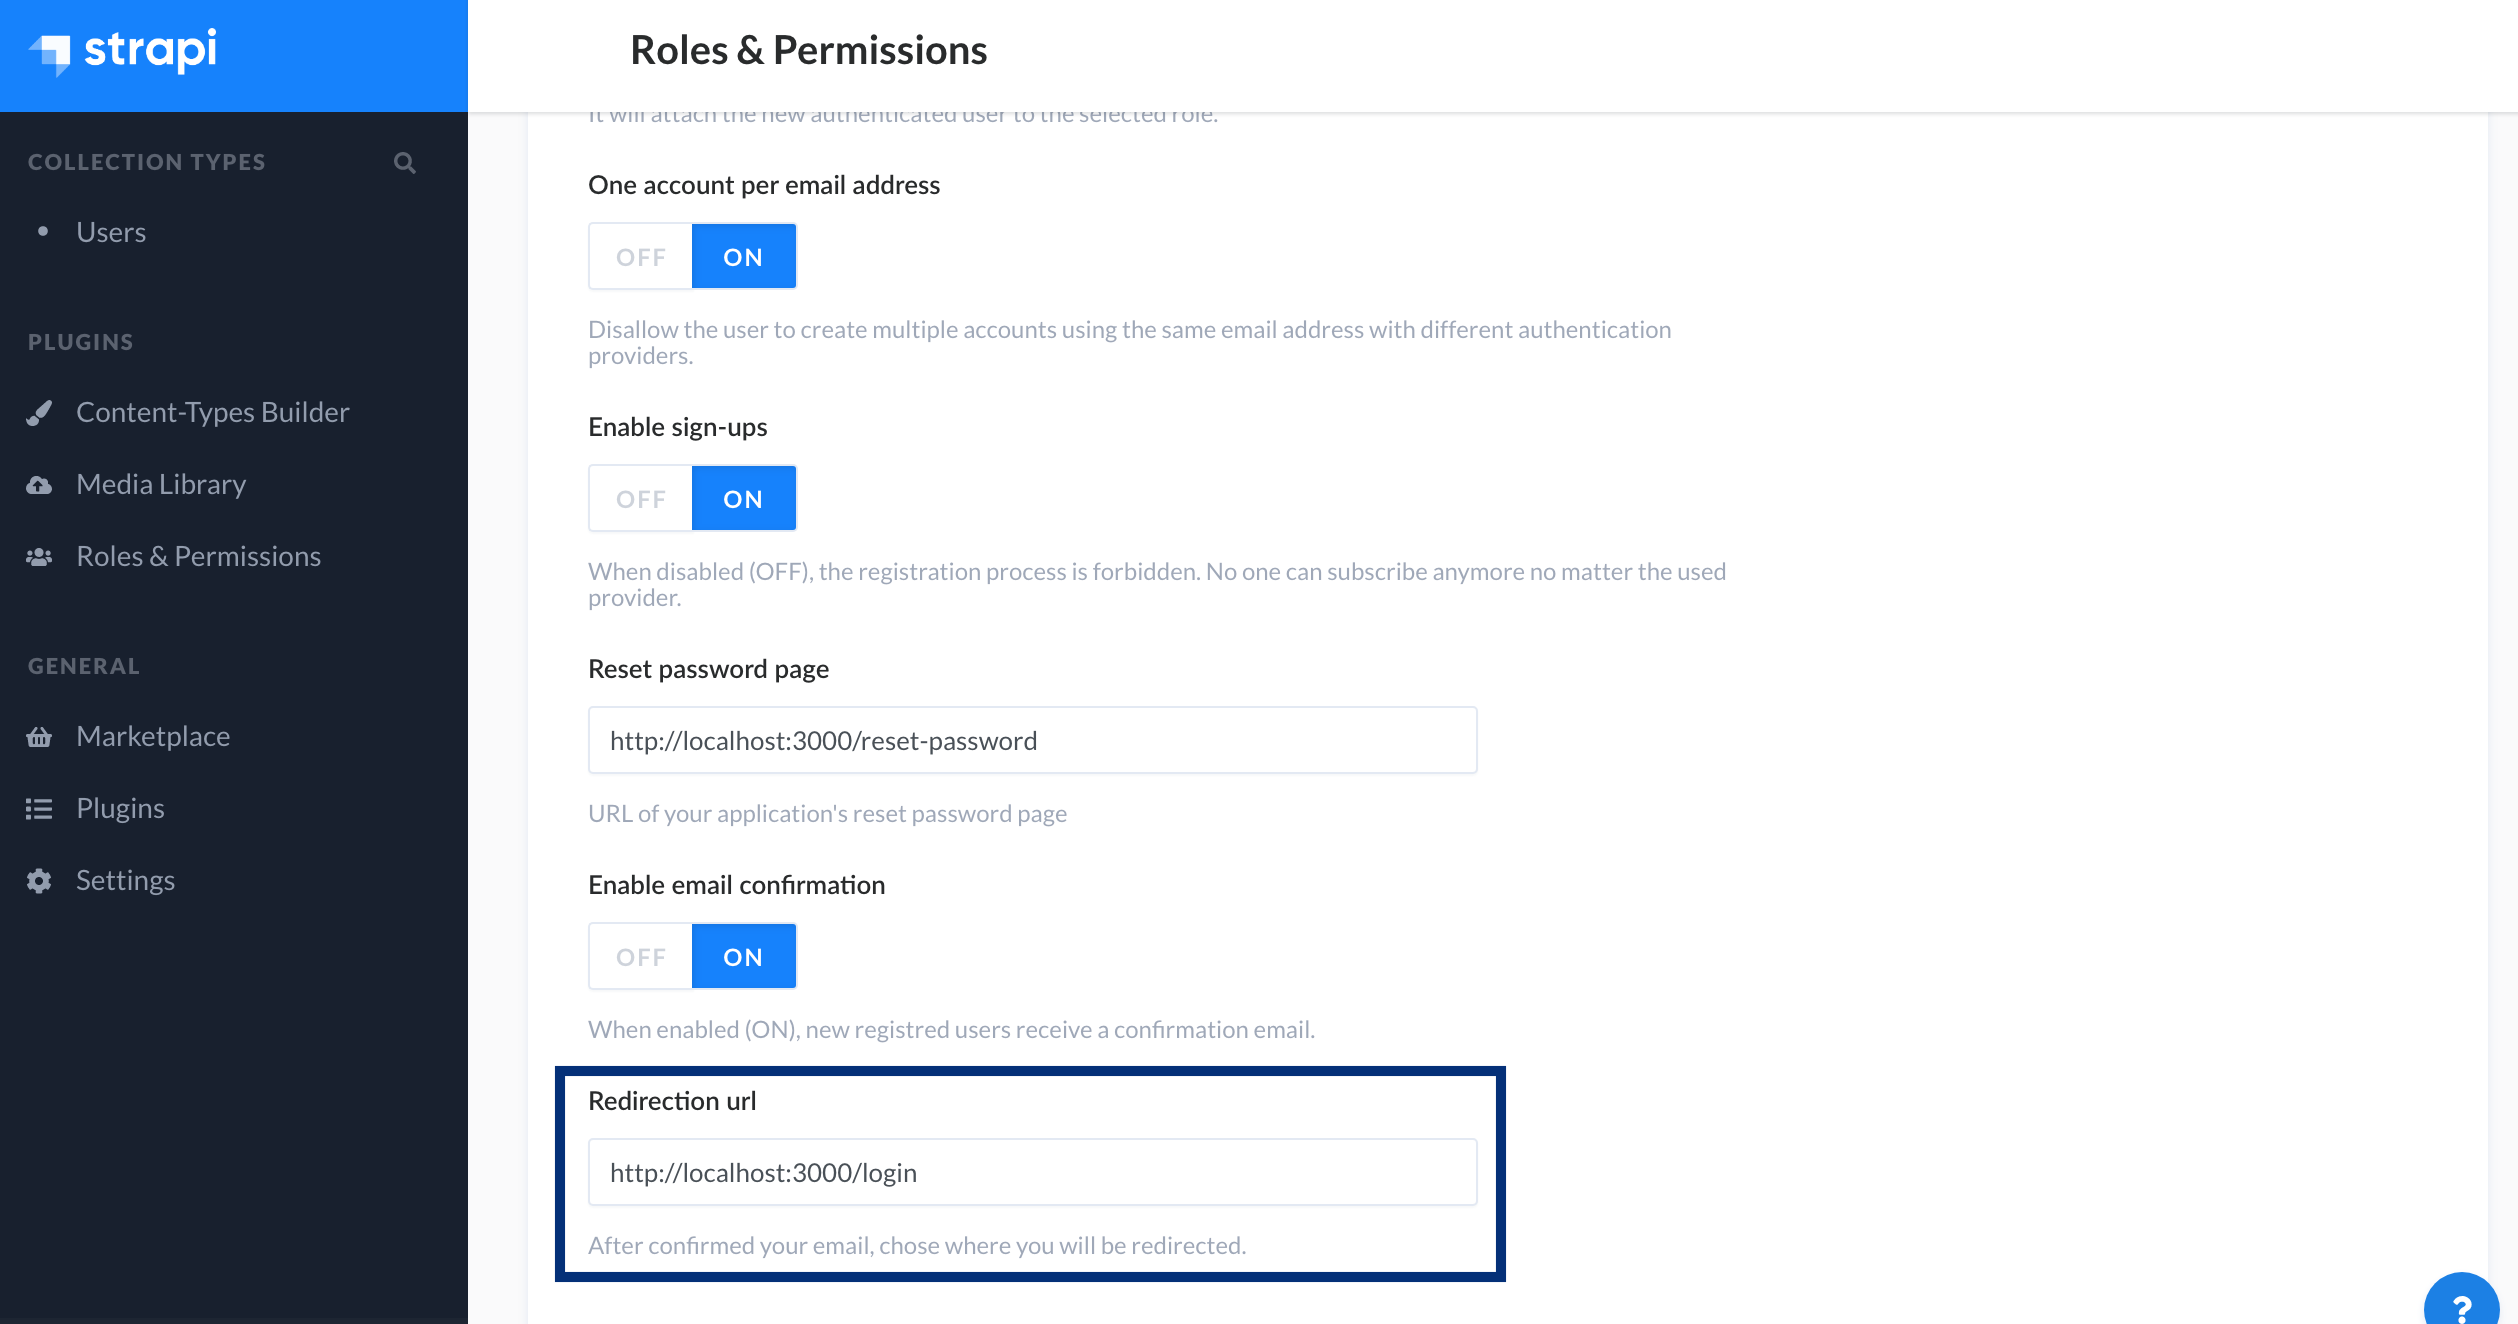 strapi
Roles & Permissions
COLLECTION TYPES
Users
PLUGINS
Content-Types Builder
Media Library
Roles & Permissions
GENERAL
Marketplace
Plugins
Settings
It will attach the new authenticated user to the selected role.
One account per email address
OFF ON
Disallow the user to create multiple accounts using the same email address with different authentication
providers.
Enable sign-ups
OFF ON
When disabled (OFF), the registration process is forbidden. No one can subscribe anymore no matter the used
provider.
Reset password page
http://localhost:3000/reset-password
URL of your application's reset password page
Enable email confirmation
OFF ON
When enabled (ON), new registred users receive a confirmation email.
Redirection url
http://localhost:3000/login
After confirmed your email, chose where you will be redirected.
?